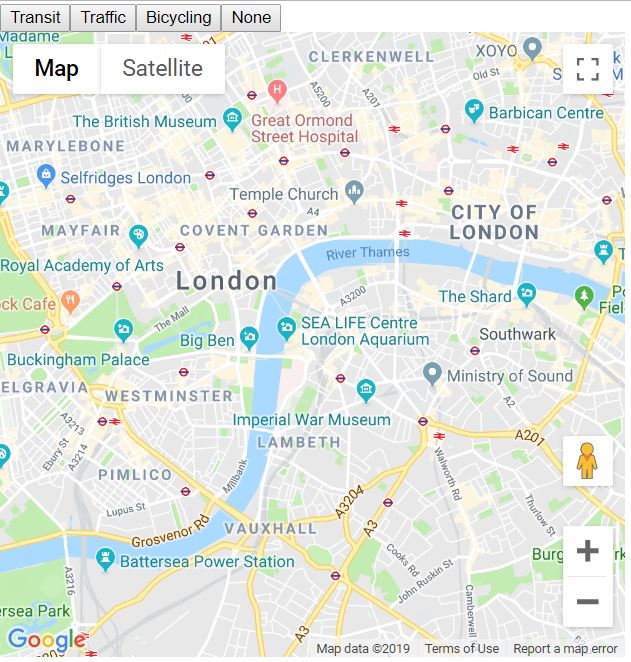 Transit Traffic Bicycling None
Madame
Map Satellite
CLERKENWELL
XOYO
Old St
A5200
A201
Great Ormond
Street Hospital
The British Museum
Barbican Centre
MARYLEBONE
Selfridges London
Temple Church
A4
CITY OF
LONDON
MAYFAIR
COVENT GARDEN
River Thames
Royal Academy of Arts
London
A3200
The Shard
ock Cafe
The Mall
SEA LIFE Centre
London Aquarium
Big Ben
Southwark
Buckingham Palace
Ministry of Sound
ELGRAVIA
WESTMINSTER
A2
Imperial War Museum
A3213
Ebury St
A3214
LAMBETH
A201
PIMLICO
Millbank
Walworth Rd
Lupus St
A3204
Thurlow St
Grosvenor Rd
VAUXHALL
A3
Battersea Power Station
Cooks Rd
Burg
A3216
John Ruskin St
Camberwell
ersea Park
Google
Map data ©2019 Terms of Use Report a map error